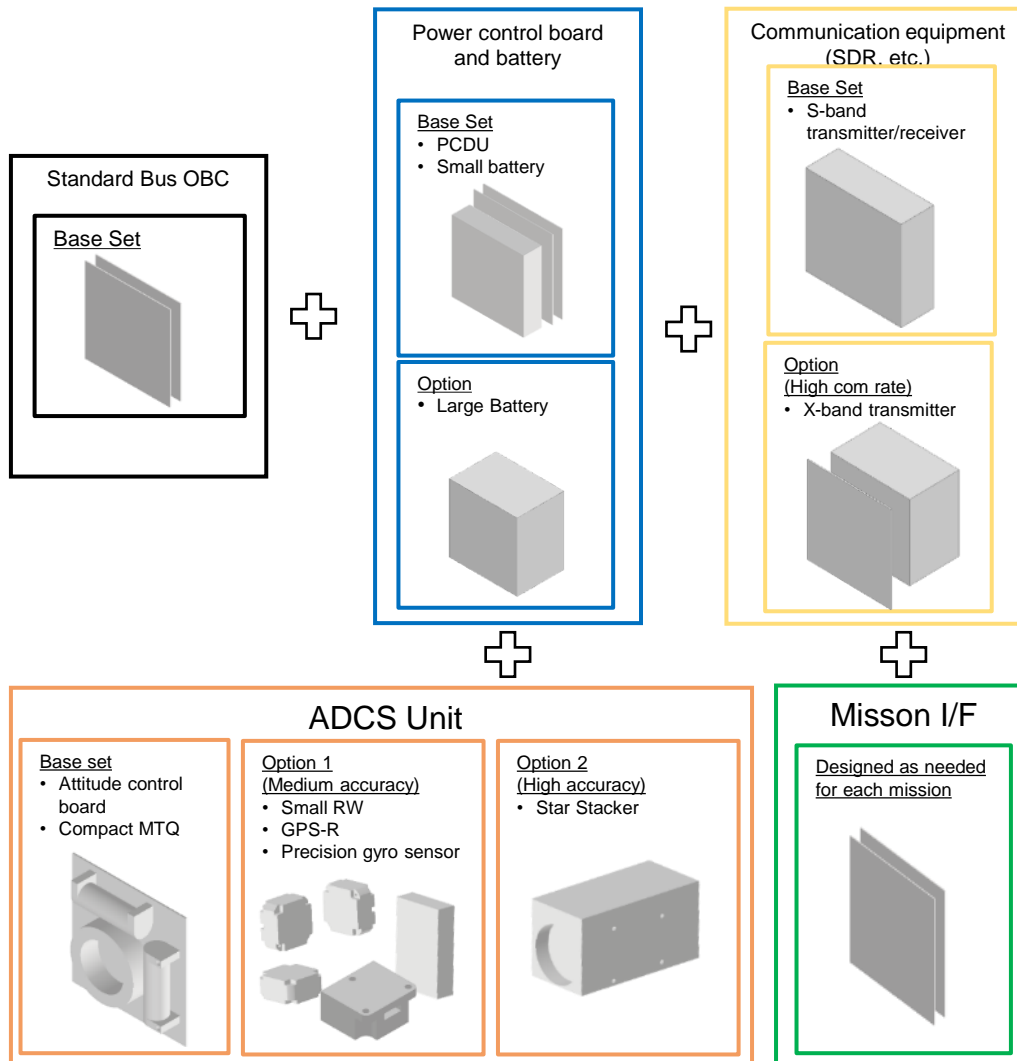 Standard Bus OBC
Base Set
Power control board
and battery
Base Set
• PCDU
• Small battery
Option
• Large Battery
Communication equipment
(SDR, etc.)
Base Set
• S-band
transmitter/receiver
Option
(High com rate)
• X-band transmitter
ADCS Unit
Base set
• Attitude control
board
• Compact MTQ
Option 1
(Medium accuracy)
• Small RW
• GPS-R
• Precision gyro sensor
Option 2
(High accuracy)
• Star Stacker
Misson I/F
Designed as needed
for each mission